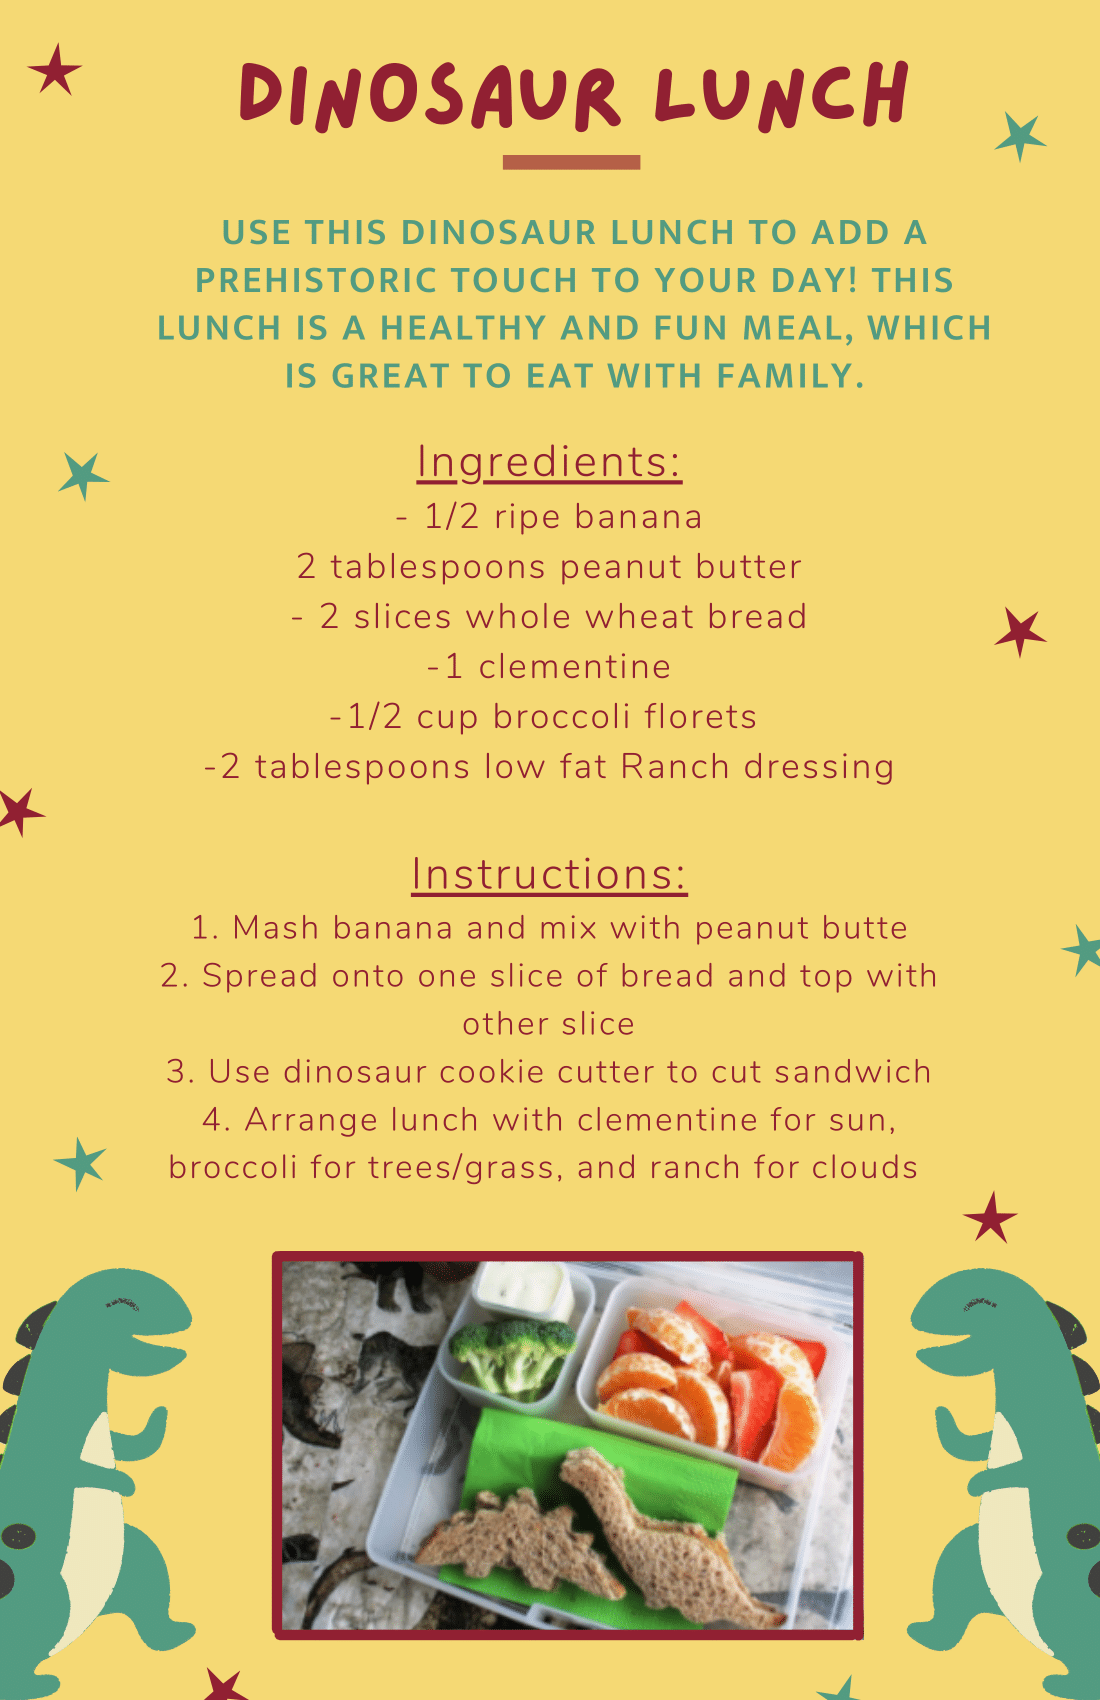 DINOSAUR LUNCH
USE THIS DINOSAUR LUNCH TO ADD A
PREHISTORIC TOUCH TO YOUR DAY! THIS
LUNCH IS A HEALTHY AND FUN MEAL, WHICH
IS GREAT TO EAT WITH FAMILY.
Ingredients:
- 1/2 ripe banana
2 tablespoons peanut butter
- 2 slices whole wheat bread
-1 clementine
-1/2 cup broccoli florets
-2 tablespoons low fat Ranch dressing
Instructions:
1. Mash banana and mix with peanut butte
2. Spread onto one slice of bread and top with
other slice
3. Use dinosaur cookie cutter to cut sandwich
4. Arrange lunch with clementine for sun,
broccoli for trees/grass, and ranch for clouds